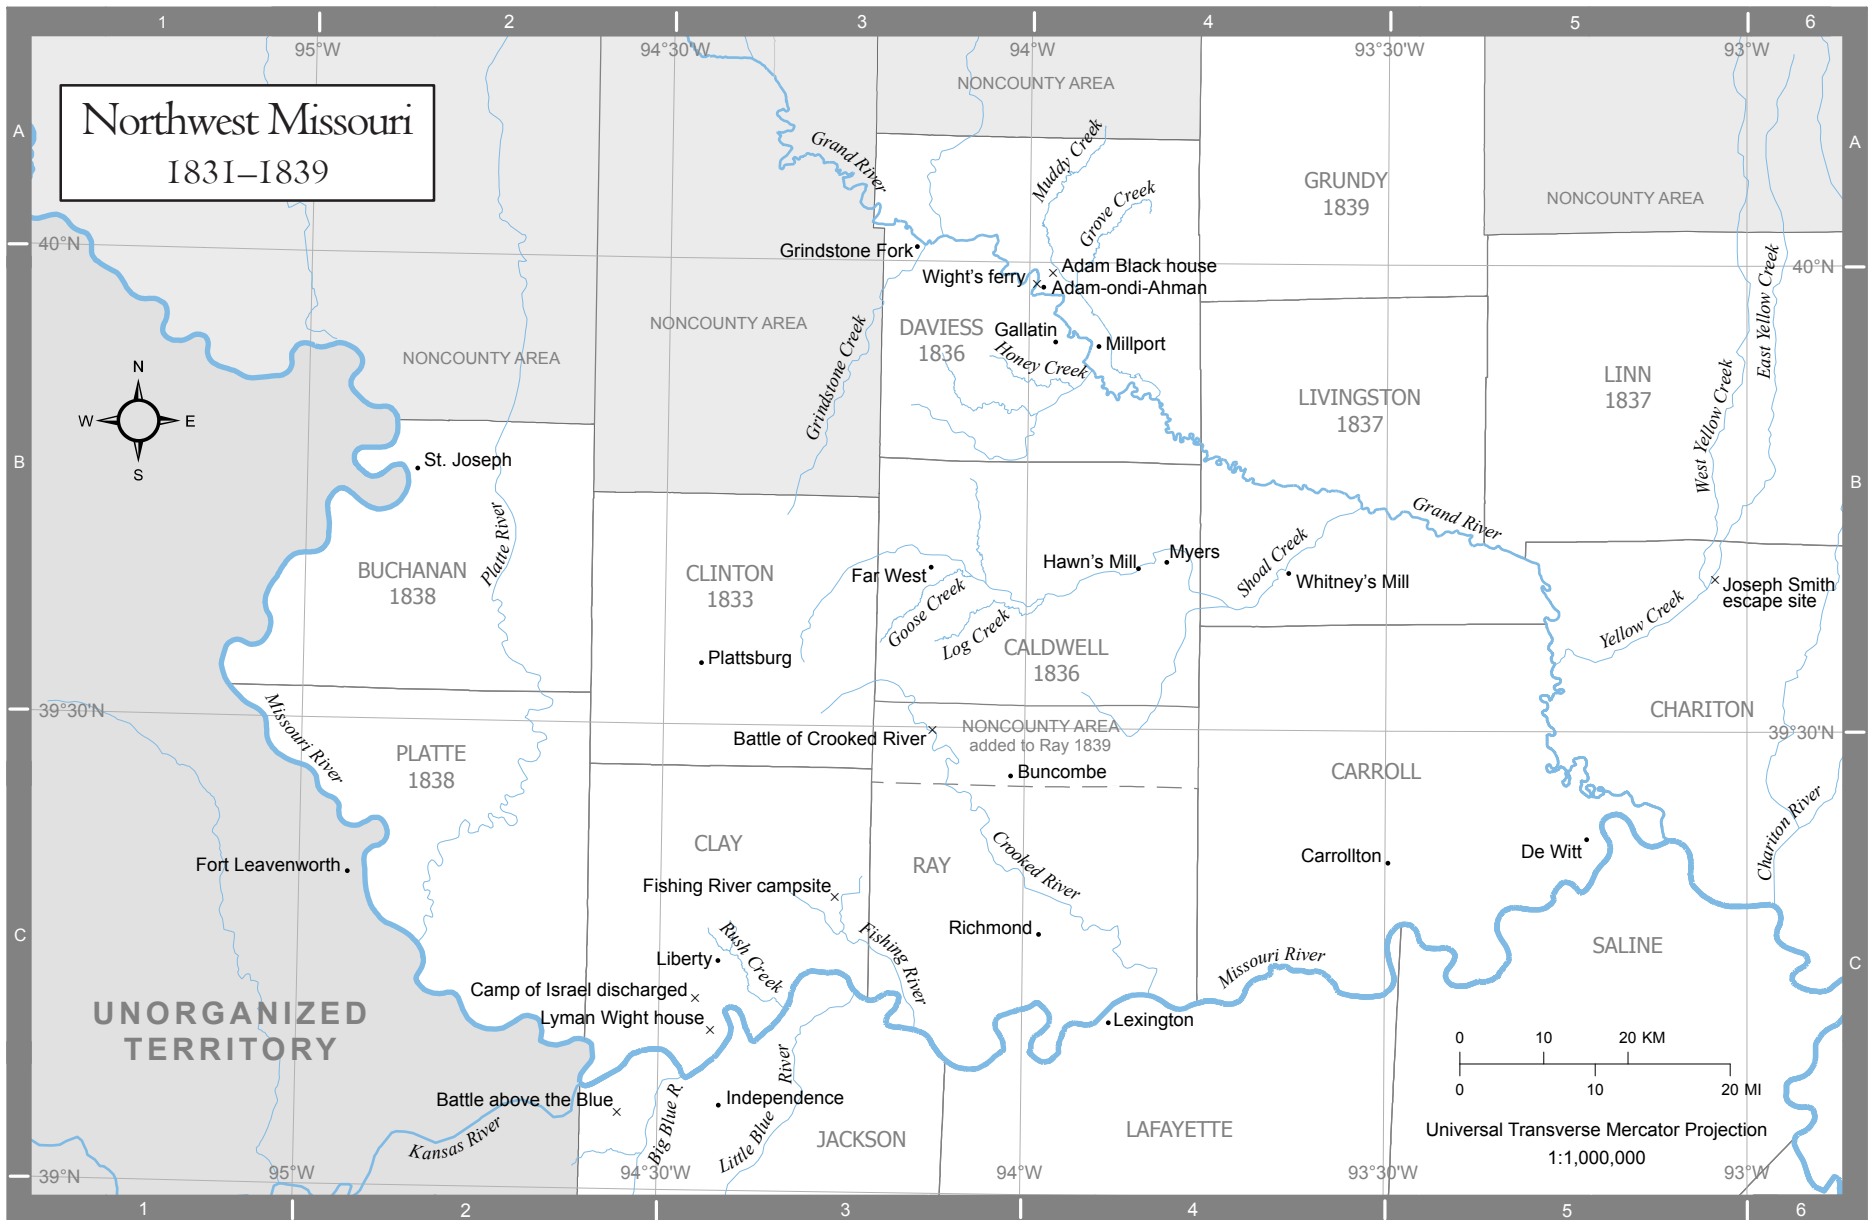 1 2 3 4 5 6
95°W 94°30'W 94°W 93°30'W 93°W
Northwest Missouri
1831–1839
A
A
NONCOUNTY AREA
Grand River
Muddy Creek
Grove Creek
GRUNDY
1839
NONCOUNTY AREA
40°N
40°N
Grindstone Fork
Adam Black house
Wight's ferry
Adam-ondi-Ahman
East Yellow Creek
NONCOUNTY AREA
NONCOUNTY AREA
DAVIESS
1836
Gallatin
Millport
Honey Creek
Grindstone Creek
LIVINGSTON
1837
LINN
1837
West Yellow Creek
N
W E
S
B
B
St. Joseph
Platte River
Grand River
BUCHANAN
1838
CLINTON
1833
Far West
Goose Creek
Log Creek
Hawn's Mill
Myers
Shoal Creek
Whitney's Mill
Joseph Smith
escape site
Yellow Creek
Plattsburg
CALDWELL
1836
39°30'N
39°30'N
Missouri River
PLATTE
1838
Battle of Crooked River
NONCOUNTY AREA
added to Ray 1839
Buncombe
CHARITON
CARROLL
Chariton River
Fort Leavenworth
CLAY
RAY
Crooked River
Carrollton
De Witt
Fishing River campsite
Fishing River
Richmond
Rush Creek
Liberty
Camp of Israel discharged
Lyman Wight house
Missouri River
SALINE
C
C
UNORGANIZED
TERRITORY
Lexington
0 10 20 KM
0 10 20 MI
Battle above the Blue
Kansas River
Big Blue R.
Independence
Little Blue River
JACKSON
LAFAYETTE
Universal Transverse Mercator Projection
1:1,000,000
39°N
95°W 94°30'W 94°W 93°30'W 93°W
1 2 3 4 5 6